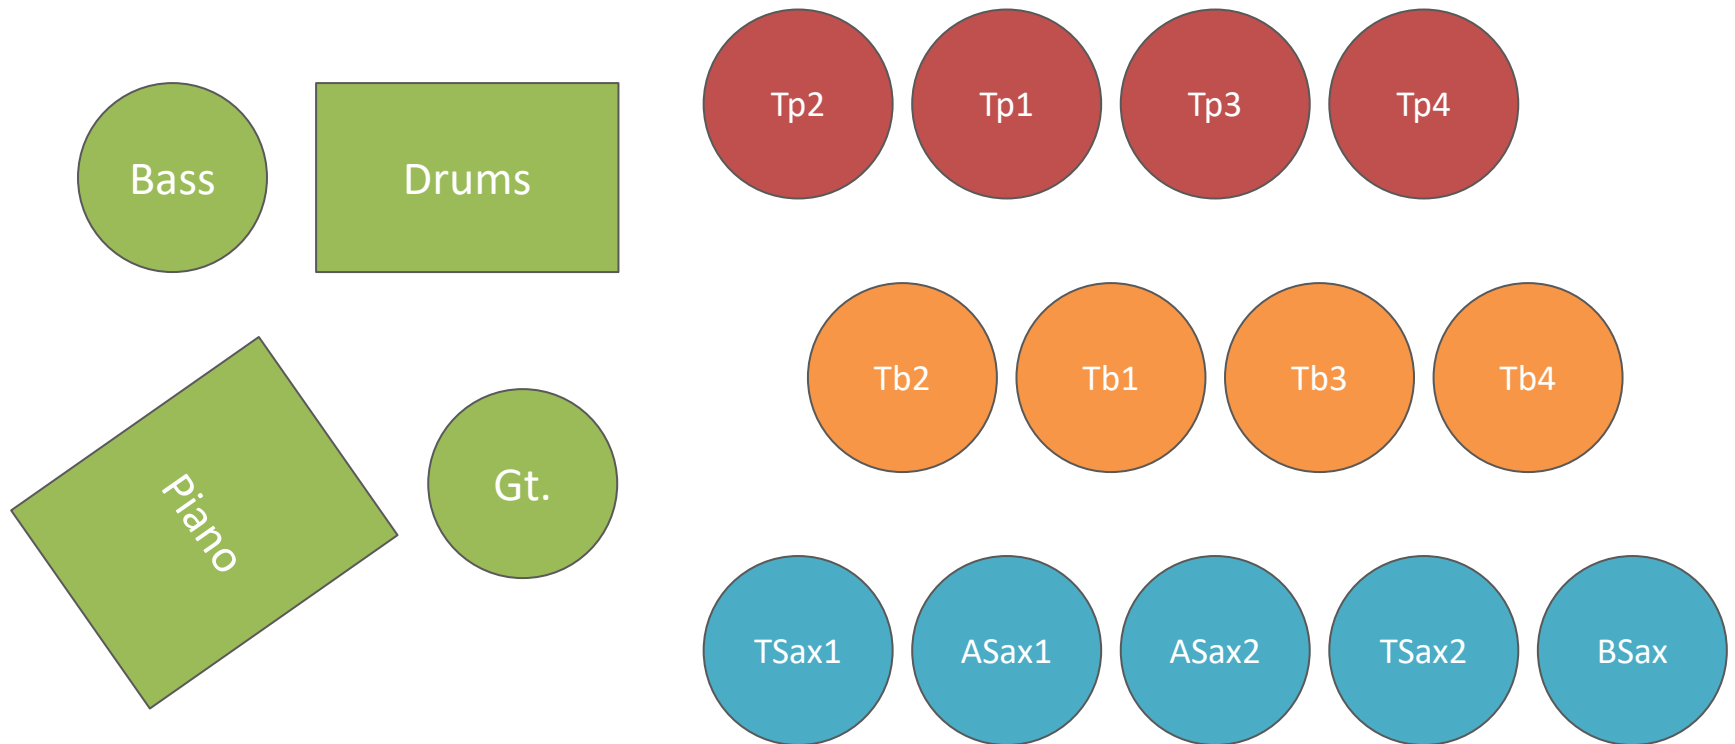 Tp2
Tp1
Tp3
Tp4
Bass
Drums
Tb2
Tb1
Tb3
Tb4
Piano
Gt.
TSax1
ASax1
ASax2
TSax2
BSax